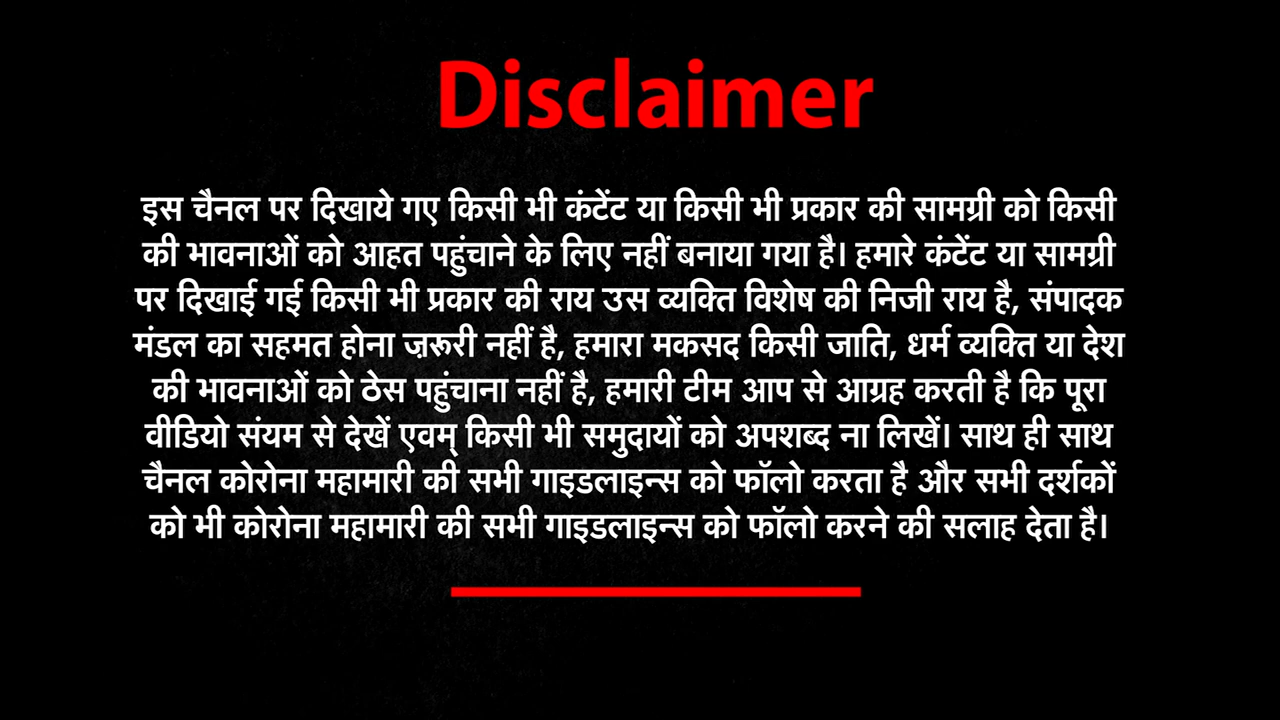 Disclaimer
इस चैनल पर दिखाये गए किसी भी कंटेंट या किसी भी प्रकार की सामग्री को किसी
की भावनाओं को आहत पहुंचाने के लिए नहीं बनाया गया है। हमारे कंटेंट या सामग्री
पर दिखाई गई किसी भी प्रकार की राय उस व्यक्ति विशेष की निजी राय है, संपादक
मंडल का सहमत होना ज़रूरी नहीं है, हमारा मकसद किसी जाति, धर्म व्यक्ति या देश
की भावनाओं को ठेस पहुंचाना नहीं है, हमारी टीम आप से आग्रह करती है कि पूरा
वीडियो संयम से देखें एवम् किसी भी समुदायों को अपशब्द ना लिखें। साथ ही साथ
चैनल कोरोना महामारी की सभी गाइडलाइन्स को फॉलो करता है और सभी दर्शकों
को भी कोरोना महामारी की सभी गाइडलाइन्स को फॉलो करने की सलाह देता है।